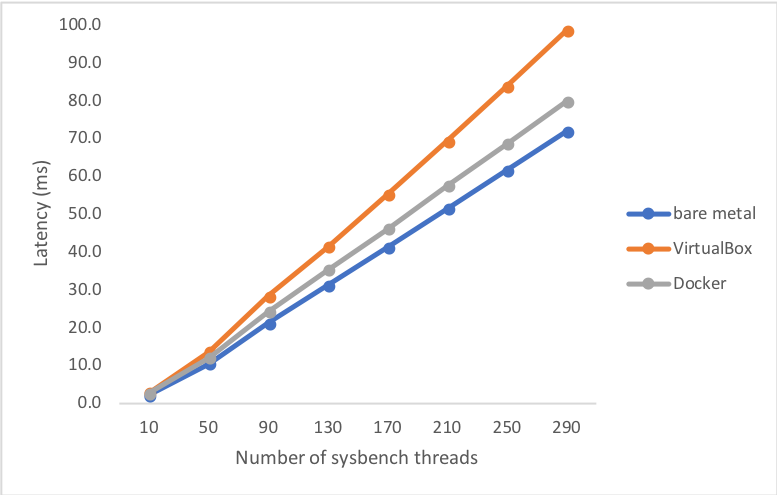 100.0
90.0
80.0
70.0
60.0
50.0
40.0
30.0
20.0
10.0
0.0
Latency (ms)
10 50 90 130 170 210 250 290
Number of sysbench threads
bare metal
VirtualBox
Docker